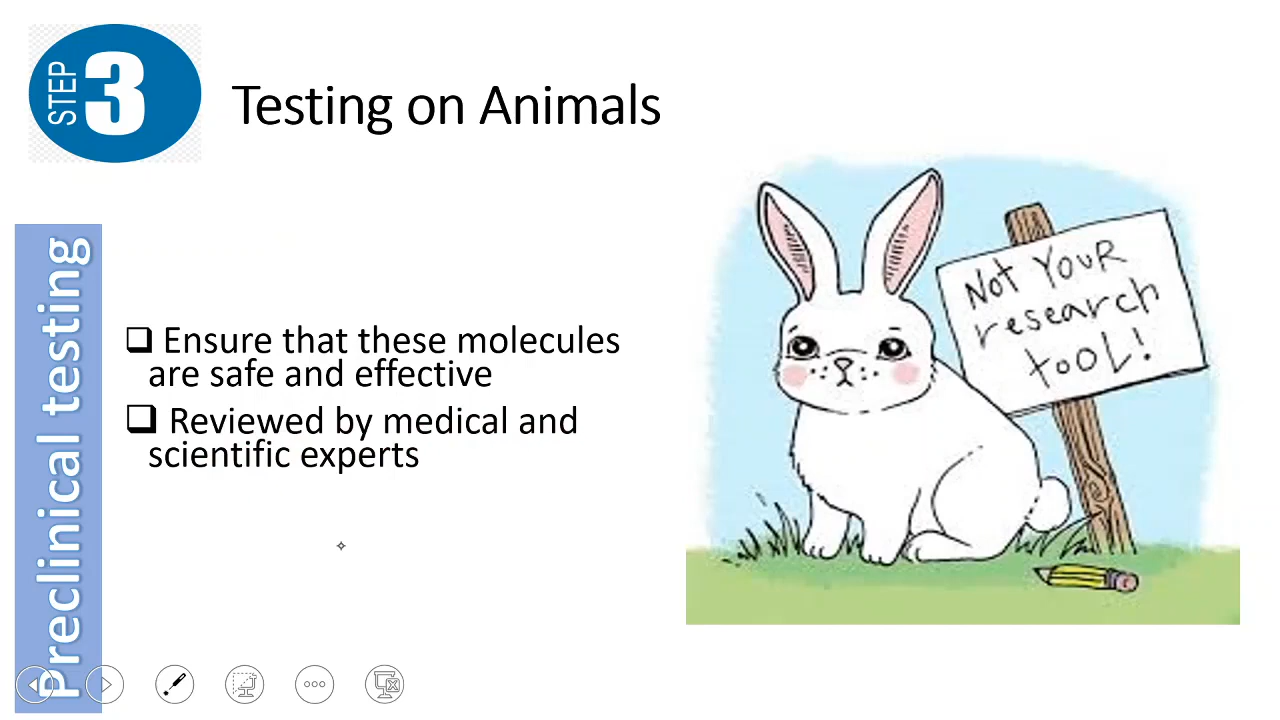 STEP 3
Testing on Animals
Preclinical testing
Ensure that these molecules
are safe and effective
Reviewed by medical and
scientific experts
Not YouR
research
tooL!